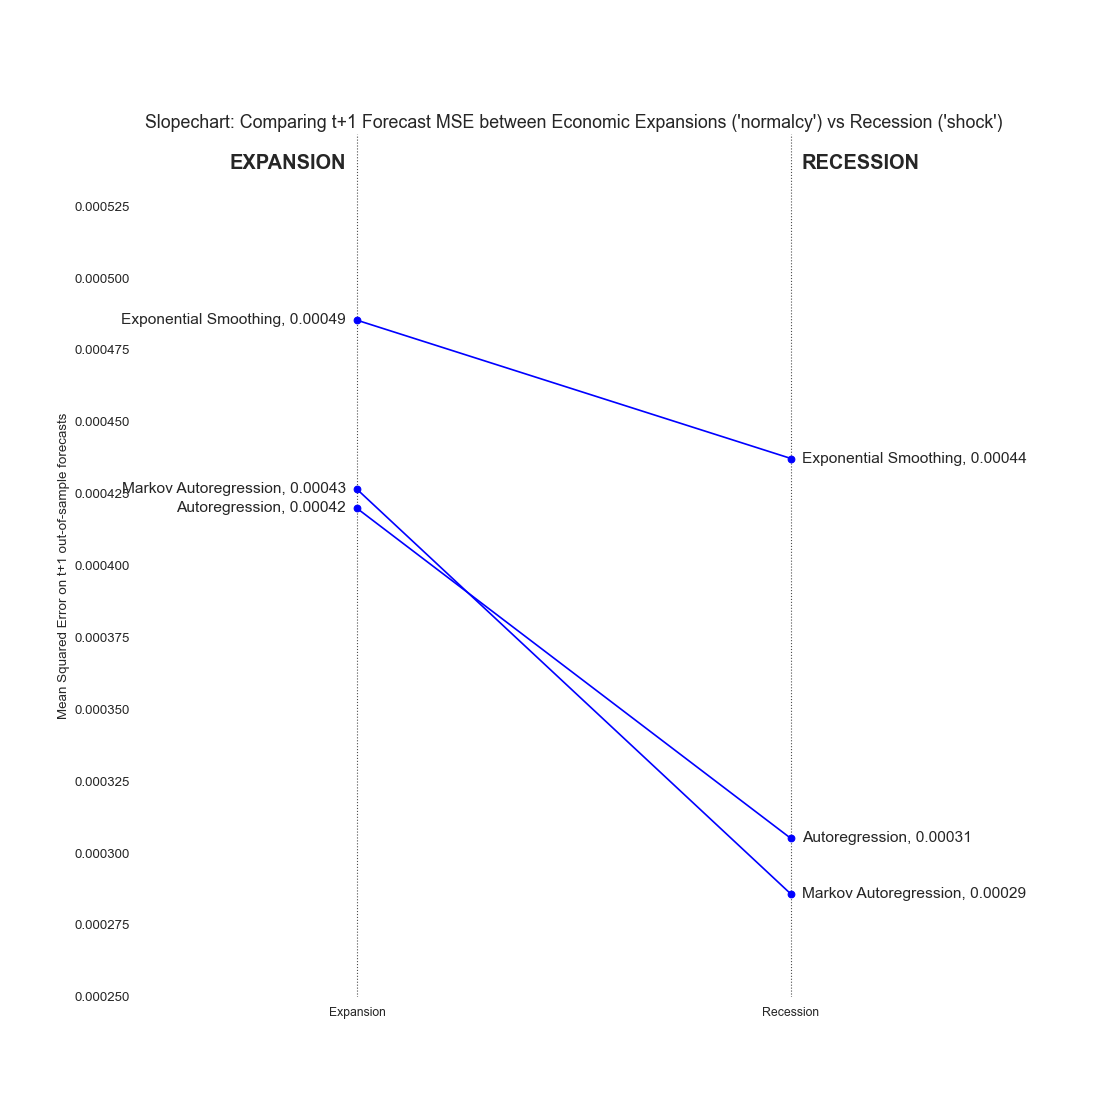 Slopechart: Comparing t+1 Forecast MSE between Economic Expansions ('normalcy') vs Recession ('shock')
EXPANSION
RECESSION
0.000525
0.000500
Exponential Smoothing, 0.00049
0.000475
0.000450
Exponential Smoothing, 0.00044
Mean Squared Error on t+1 out-of-sample forecasts
0.000425
Markov Autoregression, 0.00043
Autoregression, 0.00042
0.000400
0.000375
0.000350
0.000325
Autoregression, 0.00031
0.000300
Markov Autoregression, 0.00029
0.000275
0.000250
Expansion
Recession